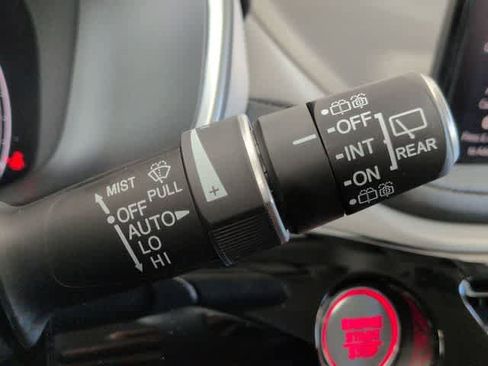 MIST
PULL
OFF
AUTO
LO
HI
+
OFF
INT
ON
REAR